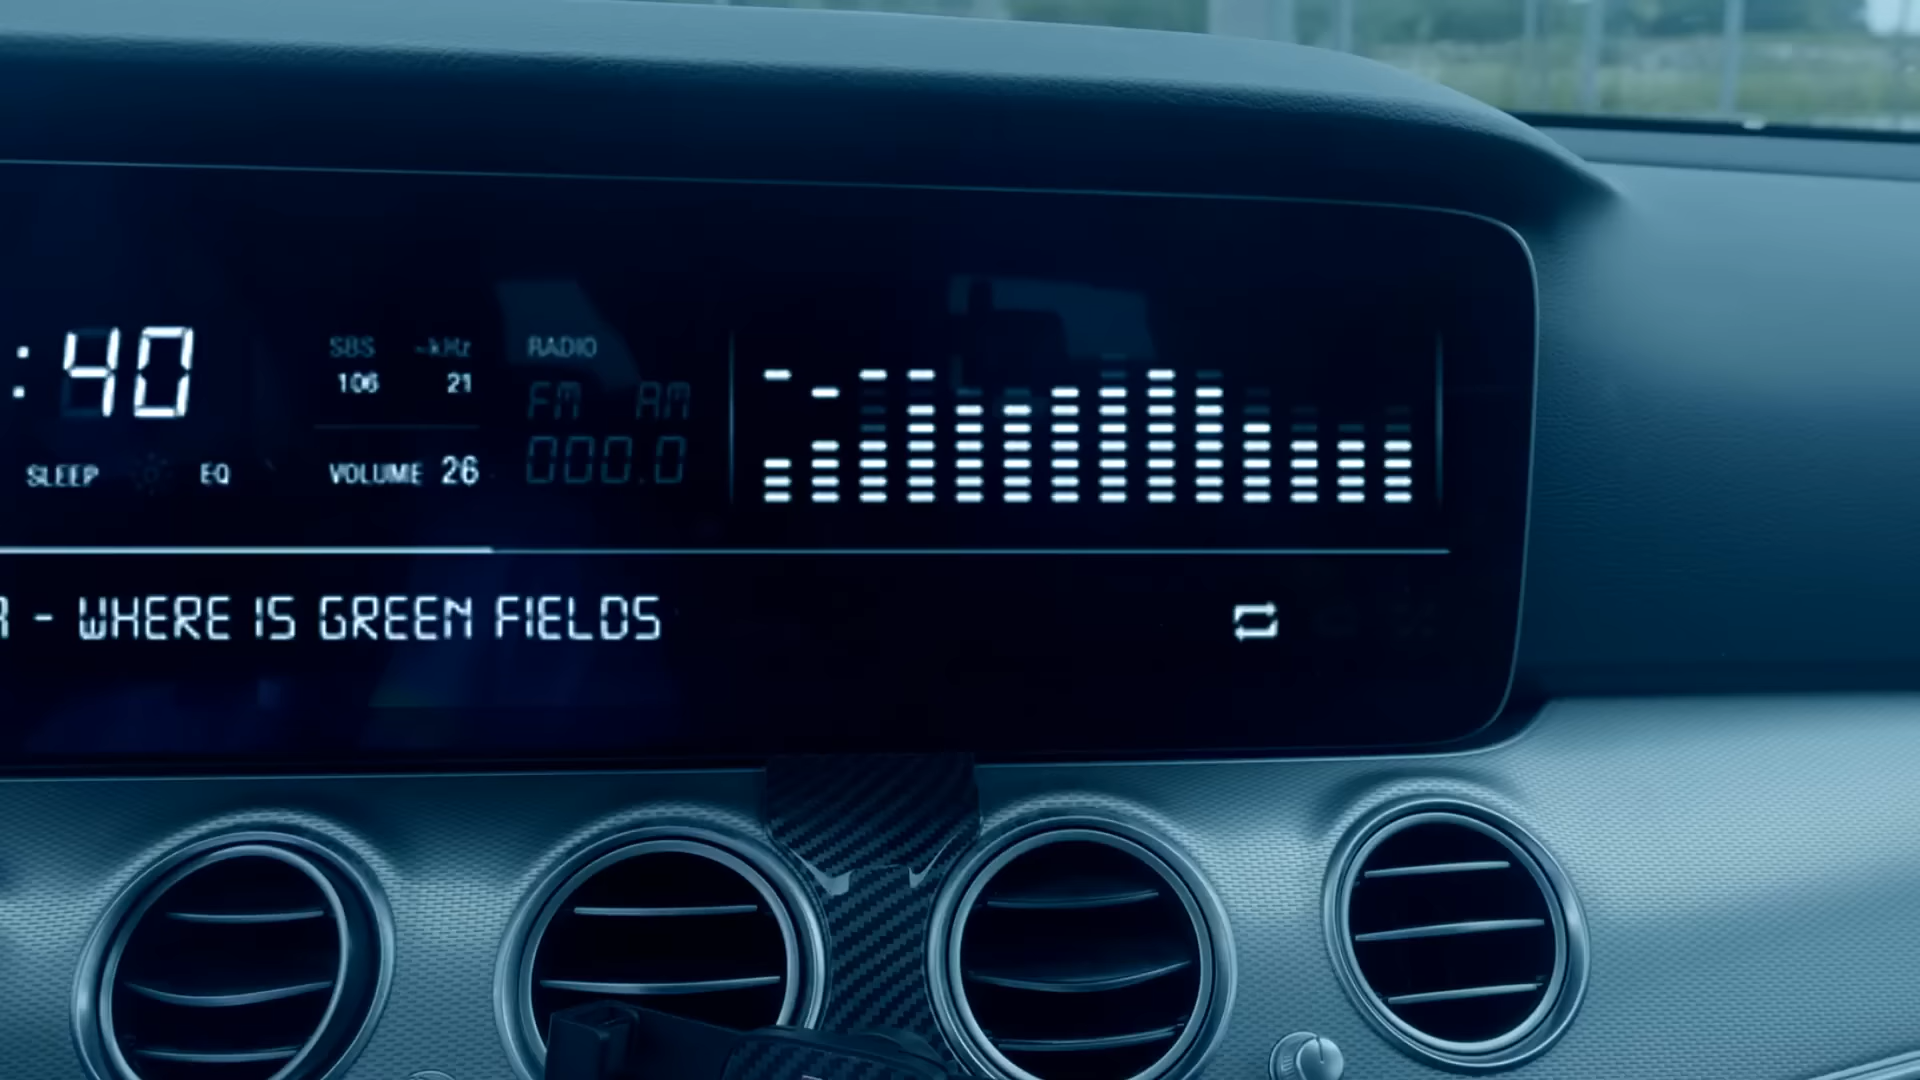 :40
SBS ~kHz
106 21
RADIO
FM AM
000.0
SLEEP EQ
VOLUME 26
- WHERE IS GREEN FIELDS